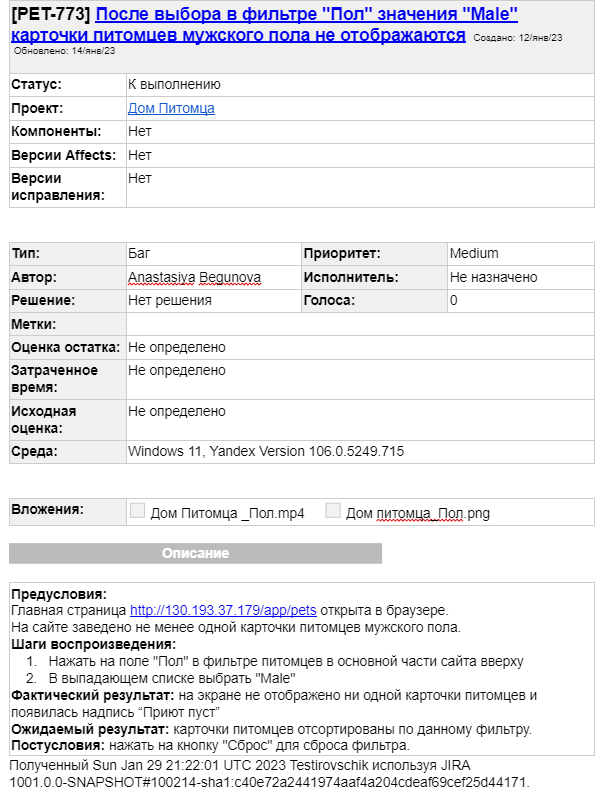 [PET-773] После выбора в фильтре "Пол" значения "Male"
карточки питомцев мужского пола не отображаются Создано: 12/янв/23
Обновлено: 14/янв/23
Статус: К выполнению
Проект: Дом Питомца
Компоненты: Нет
Версии Affects: Нет
Версии Нет
исправления:
Тип: Баг Приоритет: Medium
Автор: Anastasiya Begunova Исполнитель: Не назначено
Решение: Нет решения Голоса: 0
Метки:
Оценка остатка: Не определено
Затраченное Не определено
время:
Исходная Не определено
оценка:
Среда: Windows 11, Yandex Version 106.0.5249.715
Вложения: Дом Питомца _Пол.mp4 Дом питомца_Пол.png
Описание
Предусловия:
Главная страница http://130.193.37.179/app/pets открыта в браузере.
На сайте заведено не менее одной карточки питомцев мужского пола.
Шаги воспроизведения:
1. Нажать на поле "Пол" в фильтре питомцев в основной части сайта вверху
2. В выпадающем списке выбрать "Male"
Фактический результат: на экране не отображено ни одной карточки питомцев и
появилась надпись “Приют пуст”
Ожидаемый результат: карточки питомцев отсортированы по данному фильтру.
Постусловия: нажать на кнопку "Сброс" для сброса фильтра.
Полученный Sun Jan 29 21:22:01 UTC 2023 Testirovschik используя JIRA
1001.0.0-SNAPSHOT#100214-sha1:c40e72a2441974aaf4a204cdeaf69cef25d44171.